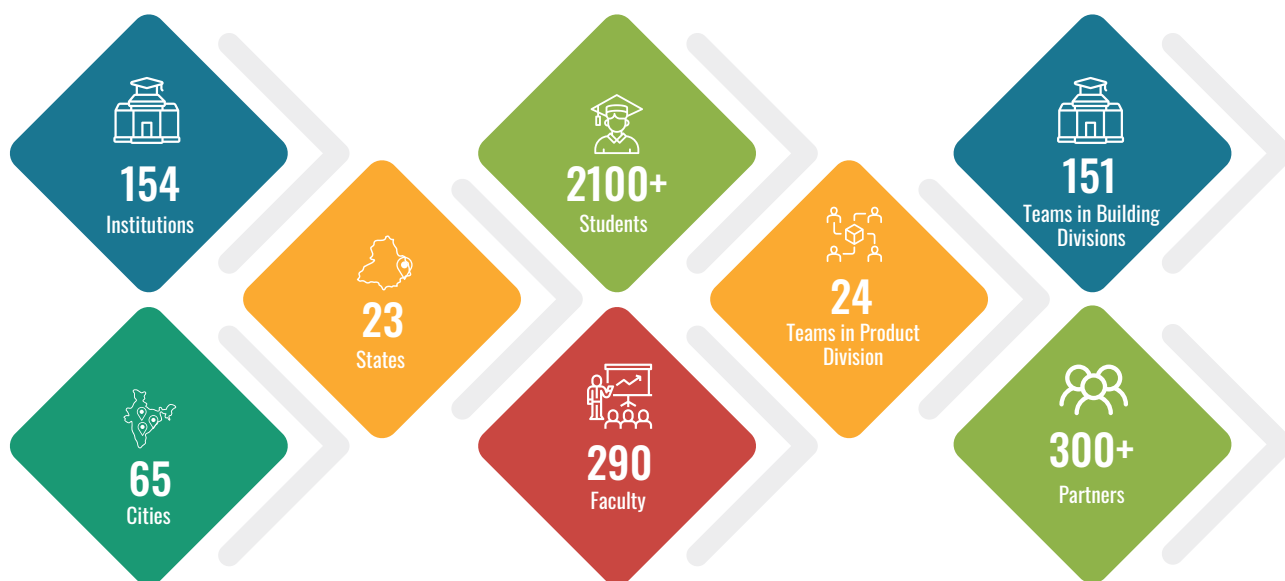 154
Institutions
65
Cities
23
States
2100+
Students
290
Faculty
24
Teams in Product
Division
151
Teams in Building
Divisions
300+
Partners